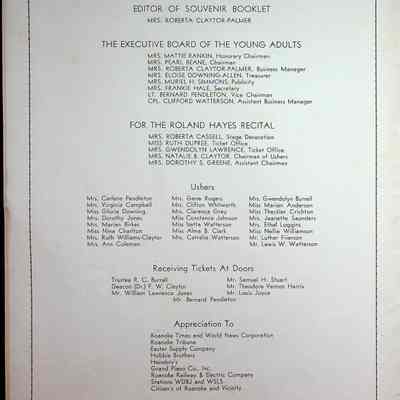 EDITOR OF SOUVENIR BOOKLET
MRS. ROBERTA CLAYTOR-PALMER
THE EXECUTIVE BOARD OF THE YOUNG ADULTS
MRS. MATTIE RANKIN, Honorary Chairman
MRS. PEARL BEANE, Chairman
MRS. ROBERTA CLAYTOR-PALMER, Business Manager
MRS. ELOISE DOWNING-ALLEN, Treasurer
MRS. MURIEL H. SIMMONS, Publicity
MRS. FRANKIE HALE, Secretary
LT. BERNARD PENDLETON, Vice Chairman
CPL. CLIFFORD WATTERSON, Assistant Business Manager
FOR THE ROLAND HAYES RECITAL
MRS. ROBERTA CASSELL, Stage Decoration
MISS RUTH DUPREE, Ticket Office
MRS. GWENDOLYN LAWRENCE, Ticket Office
MRS. NATALIE B. CLAYTOR, Chairman of Ushers
MRS. DOROTHY S. GREENE, Assistant Chairman
Ushers
Mrs. Carlene Pendleton
Mrs. Virginia Campbell
Miss Gloria Downing
Mrs. Dorothy Jones
Mrs. Marian Birkes
Miss Nina Charlton
Mrs. Ruth Williams-Claytor
Mrs. Ann Coleman
Mrs. Gene Rogers
Mrs. Clifton Whitworth
Mrs. Clarence Grey
Miss Constance Johnson
Miss Iretta Watterson
Miss Alma B. Clark
Mrs. Cotrelia Watterson
Mrs. Gwendolyn Burrell
Miss Marian Anderson
Miss Thesiler Crichton
Mrs. Jeanette Saunders
Mrs. Ethel Loggins
Miss Nellie Williamson
Mr. Luther Frierson
Mr. Lewis W. Watterson
Receiving Tickets At Doors
Trustee R. C. Burrell
Deacon (Dr.) F. W. Claytor
Mr. William Lawrence Jones
Mr. Samuel H. Stuart
Mr. Theodore Vernon Harris
Mr. Louis Joyce
Mr. Bernard Pendleton
Appreciation To
Roanoke Times and World News Corporation
Roanoke Tribune
Easter Supply Company
Hobbie Brothers
Heironimus
Grand Piano Co., Inc.
Roanoke Railway & Electric Company
Stations WDBJ and WSLS
Citizen's of Roanoke and Vicinity